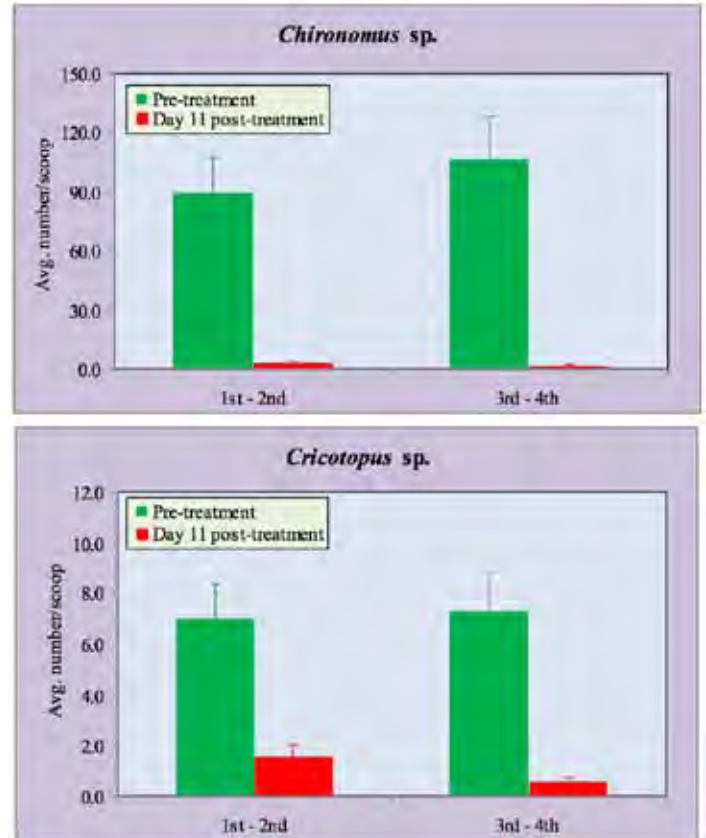 Chironomus sp.
150.0
120.0
90.0
60.0
30.0
0.0
Avg. number/scoop
Pre-treatment
Day 11 post-treatment
1st - 2nd
3rd - 4th
Cricotopus sp.
12.0
10.0
8.0
6.0
4.0
2.0
0.0
Avg. number/scoop
Pre-treatment
Day 11 post-treatment
1st - 2nd
3rd - 4th